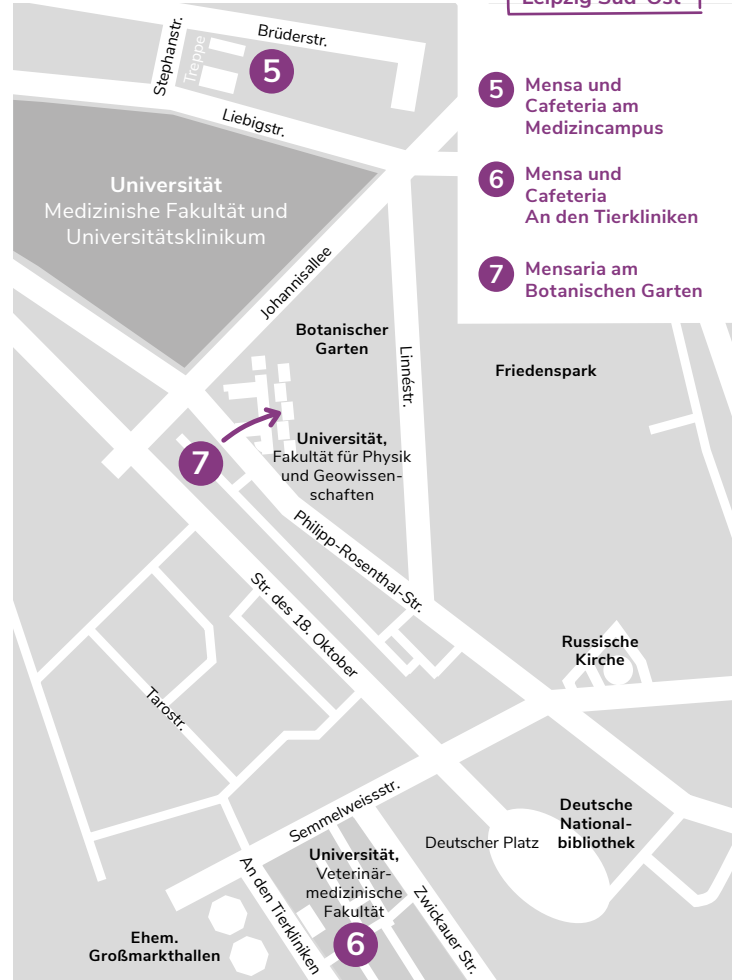 Leipzig Süd-Ost
5 Mensa und
Cafeteria am
Medizincampus
6 Mensa und
Cafeteria
An den Tierkliniken
7 Mensaria am
Botanischen Garten
Brüderstr.
Stephanstr.
Treppe
5
Liebigstr.
Universität
Medizinishe Fakultät und
Universitätsklinikum
Johannisallee
Botanischer
Garten
Linnéstr.
Friedenspark
7
Universität,
Fakultät für Physik
und Geowissen-
schaften
Philipp-Rosenthal-Str.
Str. des 18. Oktober
Russische
Kirche
Tarostr.
Semmelweissstr.
Deutsche
National-
bibliothek
Deutscher Platz
Universität,
Veterinär-
medizinische
Fakultät
An den Tierkliniken
Zwickauer Str.
6
Ehem.
Großmarkthallen